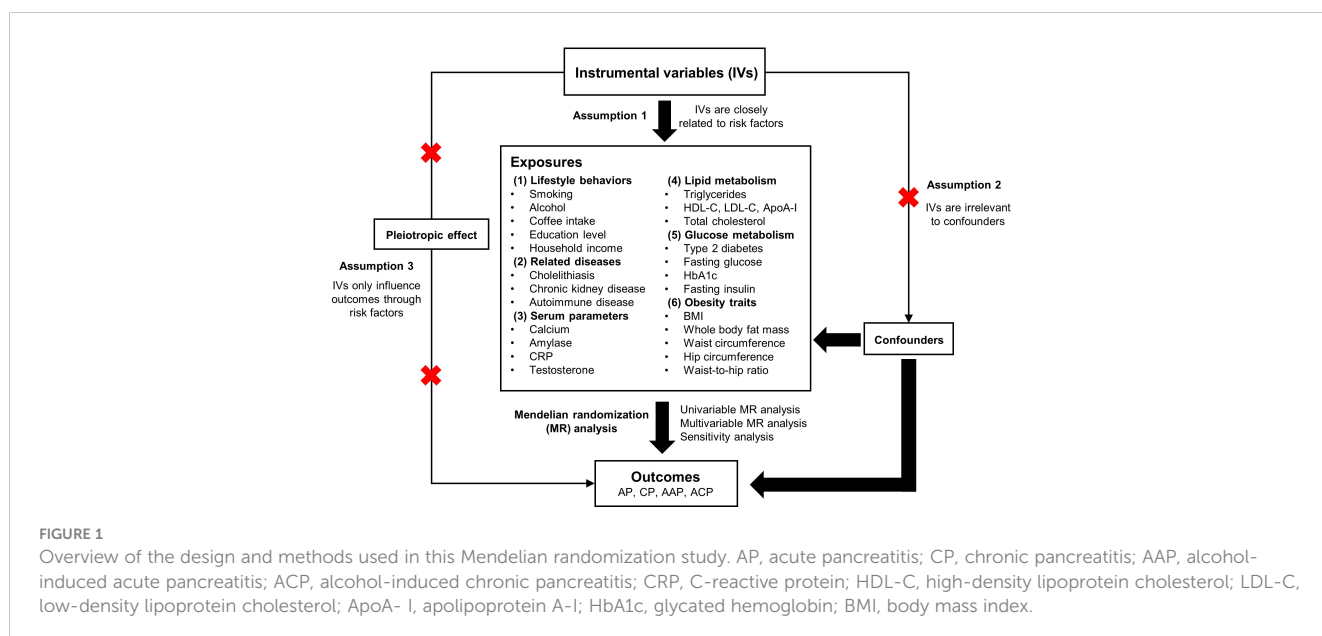 Instrumental variables (IVs)
Assumption 1
IVs are closely
related to risk factors
Exposures
(1) Lifestyle behaviors
• Smoking
• Alcohol
• Coffee intake
• Education level
• Household income
(2) Related diseases
• Cholelithiasis
• Chronic kidney disease
• Autoimmune disease
(3) Serum parameters
• Calcium
• Amylase
• CRP
• Testosterone
(4) Lipid metabolism
• Triglycerides
• HDL-C, LDL-C, ApoA-I
• Total cholesterol
(5) Glucose metabolism
• Type 2 diabetes
• Fasting glucose
• HbA1c
• Fasting insulin
(6) Obesity traits
• BMI
• Whole body fat mass
• Waist circumference
• Hip circumference
• Waist-to-hip ratio
Pleiotropic effect
Assumption 3
IVs only influence
outcomes through
risk factors
Assumption 2
IVs are irrelevant
to confounders
Confounders
Mendelian randomization
(MR) analysis
Univariable MR analysis
Multivariable MR analysis
Sensitivity analysis
Outcomes
AP, CP, AAP, ACP
FIGURE 1
Overview of the design and methods used in this Mendelian randomization study. AP, acute pancreatitis; CP, chronic pancreatitis; AAP, alcohol-
induced acute pancreatitis; ACP, alcohol-induced chronic pancreatitis; CRP, C-reactive protein; HDL-C, high-density lipoprotein cholesterol; LDL-C,
low-density lipoprotein cholesterol; ApoA- I, apolipoprotein A-I; HbA1c, glycated hemoglobin; BMI, body mass index.